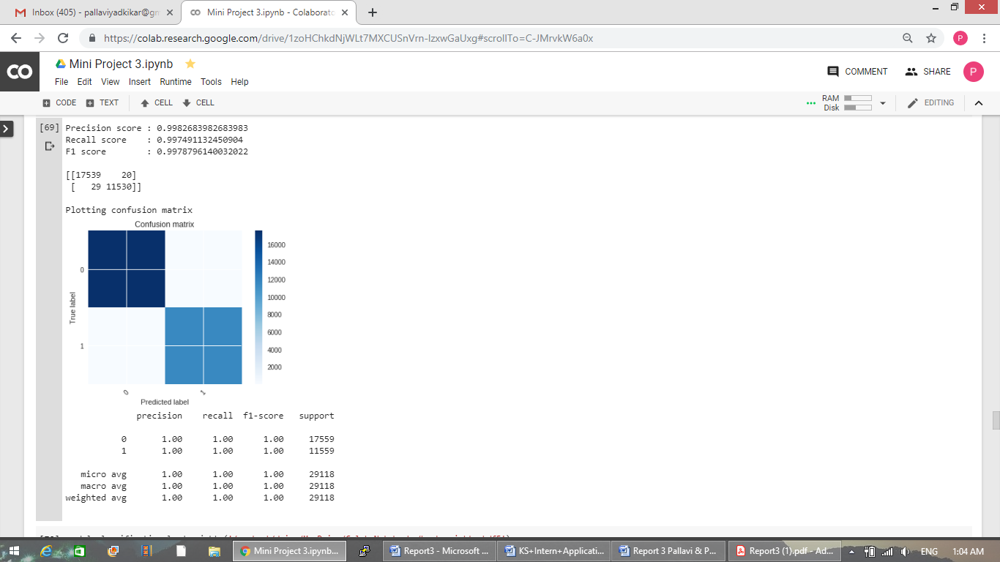 Inbox (405) - pallaviyadkikar@gm
Mini Project 3.ipynb - Colaborato
https://colab.research.google.com/drive/1zoHChkdNjWLt7MXCUSnVrn-IzxwGaUxg#scrollTo=C-JMrvkW6a0x
P
CO
Mini Project 3.ipynb
COMMENT SHARE P
File Edit View Insert Runtime Tools Help
CODE TEXT CELL CELL
RAM
Disk
EDITING
[69] Precision score : 0.9982683982683983
Recall score : 0.997491132450904
F1 score : 0.9978796140032022
[[17539 20]
[ 29 11530]]
Plotting confusion matrix
Confusion matrix
16000
14000
12000
10000
8000
6000
4000
2000
True label
0
1
0 1
Predicted label
precision recall f1-score support
0 1.00 1.00 1.00 17559
1 1.00 1.00 1.00 11559
micro avg 1.00 1.00 1.00 29118
macro avg 1.00 1.00 1.00 29118
weighted avg 1.00 1.00 1.00 29118
Mini Project 3.ipynb...
Report3 - Microsoft ...
KS+Intern+Applicati...
Report 3 Pallavi & P...
Report3 (1).pdf - Ad...
ENG
1:04 AM